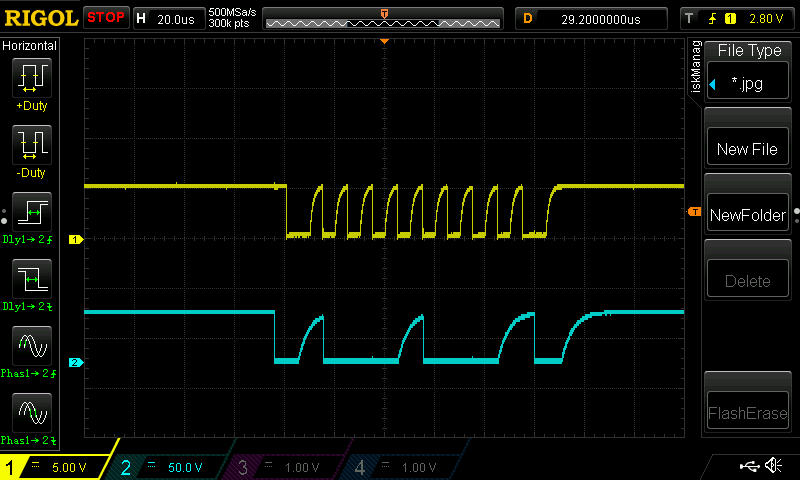 RIGOL STOP H 20.0us 500MSa/s 300k pts D 29.2000000us T 1 2.80 V
T
Horizontal
+Duty
-Duty
Dly1→2
Dly1→2
Phas1→2
Phas1→2
1
2
T
iskManag
File Type
*.jpg
New File
NewFolder
Delete
FlashErase
1 5.00 V 2 50.0 V 3 1.00 V 4 1.00 V